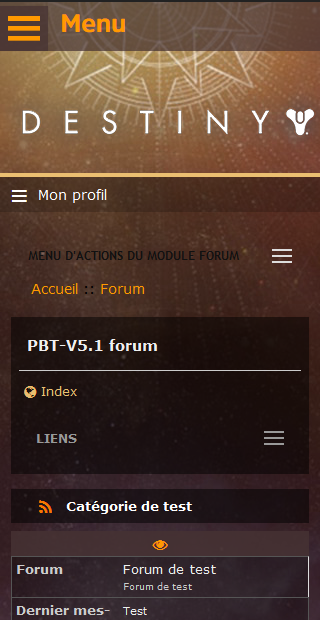 Menu
DESTINY
Mon profil
MENU D'ACTIONS DU MODULE FORUM
Accueil :: Forum
PBT-V5.1 forum
Index
LIENS
Catégorie de test
Forum Forum de test
Forum de test
Dernier mes- Test